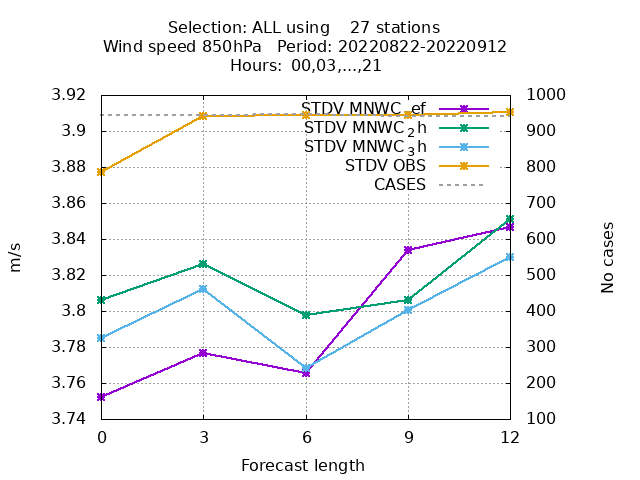 Selection: ALL using    27 stations
Wind speed 850hPa   Period: 20220822-20220912
Hours:  00,03,...,21
3.92
3.9
3.88
3.86
3.84
3.82
3.8
3.78
3.76
3.74
m/s
STDV MNWC_ef
STDV MNWC_2h
STDV MNWC_3h
STDV OBS
CASES
1000
900
800
700
600
500
400
300
200
100
No cases
0
3
6
9
12
Forecast length